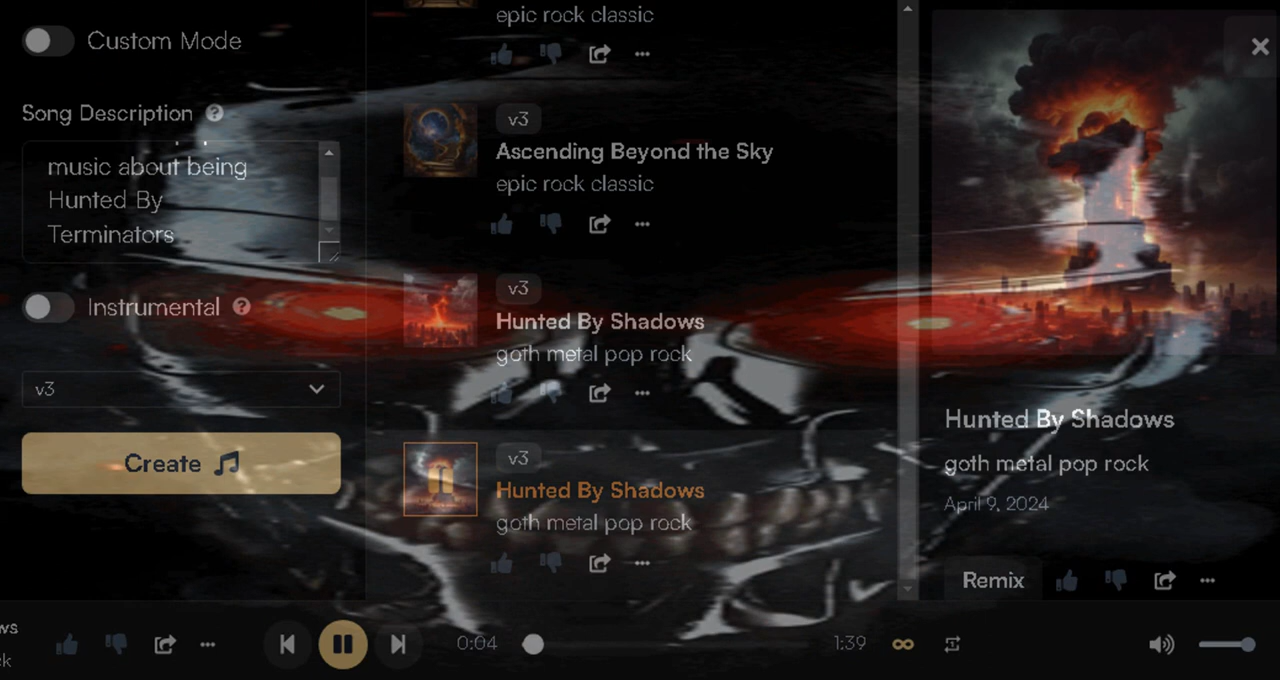 Custom Mode
Song Description
music about being
Hunted By
Terminators
Instrumental
v3
Create
epic rock classic
v3
Ascending Beyond the Sky
epic rock classic
v3
Hunted By Shadows
goth metal pop rock
v3
Hunted By Shadows
goth metal pop rock
Hunted By Shadows
goth metal pop rock
April 9, 2024
Remix
ws
ck
0:04
1:39